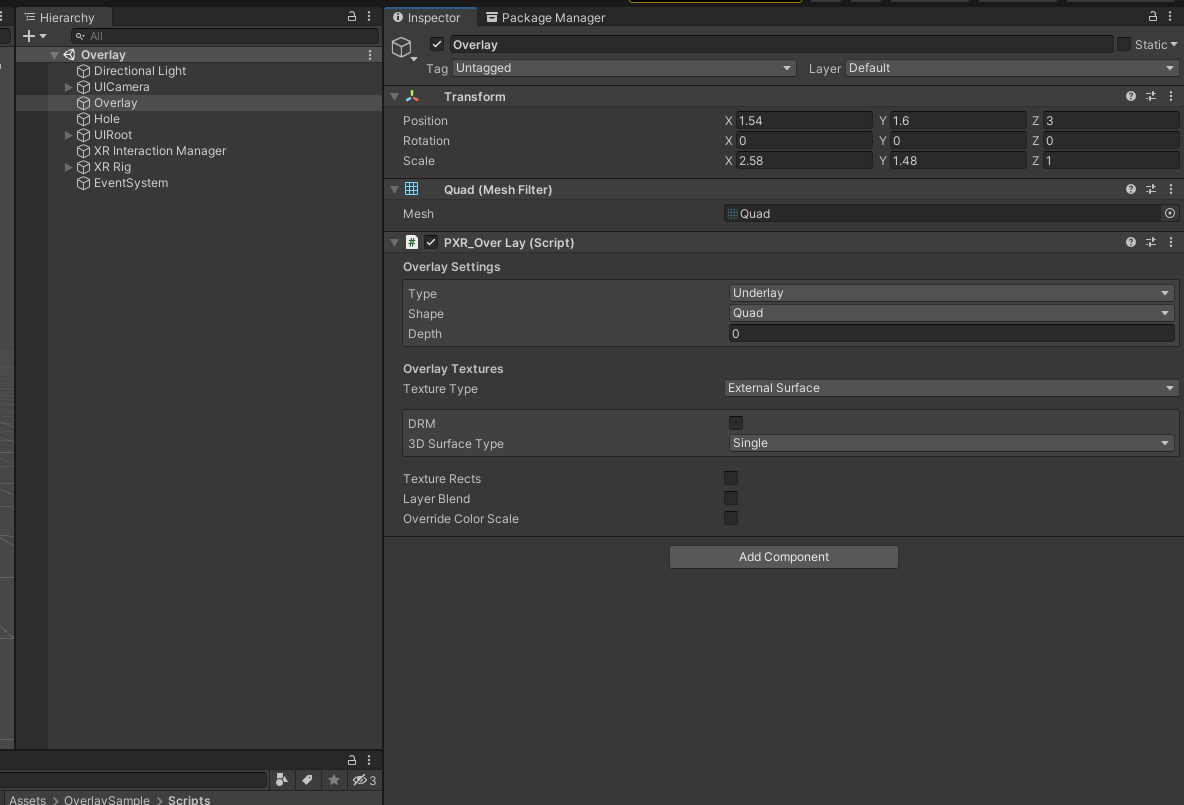 Hierarchy
All
Overlay
Directional Light
UICamera
Overlay
Hole
UIRoot
XR Interaction Manager
XR Rig
EventSystem
3
Assets > OverlaySample > Scripts
Inspector Package Manager
Overlay Static
Tag Untagged Layer Default
Transform
Position X 1.54 Y 1.6 Z 3
Rotation X 0 Y 0 Z 0
Scale X 2.58 Y 1.48 Z 1
Quad (Mesh Filter)
Mesh Quad
# PXR_Over Lay (Script)
Overlay Settings
Type Underlay
Shape Quad
Depth 0
Overlay Textures
Texture Type External Surface
DRM
3D Surface Type Single
Texture Rects
Layer Blend
Override Color Scale
Add Component